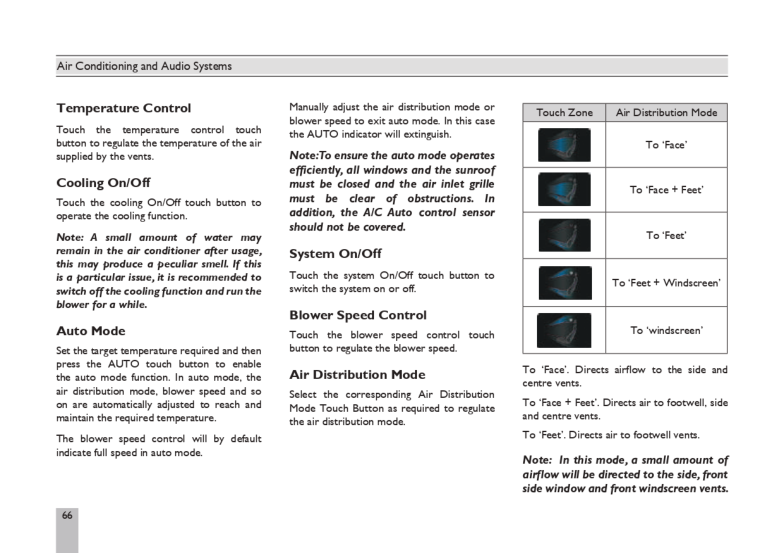 Air Conditioning and Audio Systems
Temperature Control
Touch the temperature control touch
button to regulate the temperature of the air
supplied by the vents.
Cooling On/Off
Touch the cooling On/Off touch button to
operate the cooling function.
Note: A small amount of water may
remain in the air conditioner after usage,
this may produce a peculiar smell. If this
is a particular issue, it is recommended to
switch off the cooling function and run the
blower for a while.
Auto Mode
Set the target temperature required and then
press the AUTO touch button to enable
the auto mode function. In auto mode, the
air distribution mode, blower speed and so
on are automatically adjusted to reach and
maintain the required temperature.
The blower speed control will by default
indicate full speed in auto mode.
Manually adjust the air distribution mode or
blower speed to exit auto mode. In this case
the AUTO indicator will extinguish.
Note:To ensure the auto mode operates
efficiently, all windows and the sunroof
must be closed and the air inlet grille
must be clear of obstructions. In
addition, the A/C Auto control sensor
should not be covered.
System On/Off
Touch the system On/Off touch button to
switch the system on or off.
Blower Speed Control
Touch the blower speed control touch
button to regulate the blower speed.
Air Distribution Mode
Select the corresponding Air Distribution
Mode Touch Button as required to regulate
the air distribution mode.
Touch Zone Air Distribution Mode
To ‘Face’
To ‘Face + Feet’
To ‘Feet’
To ‘Feet + Windscreen’
To ‘windscreen’
To ‘Face’. Directs airflow to the side and
centre vents.
To ‘Face + Feet’. Directs air to footwell, side
and centre vents.
To ‘Feet’. Directs air to footwell vents.
Note: In this mode, a small amount of
airflow will be directed to the side, front
side window and front windscreen vents.
66